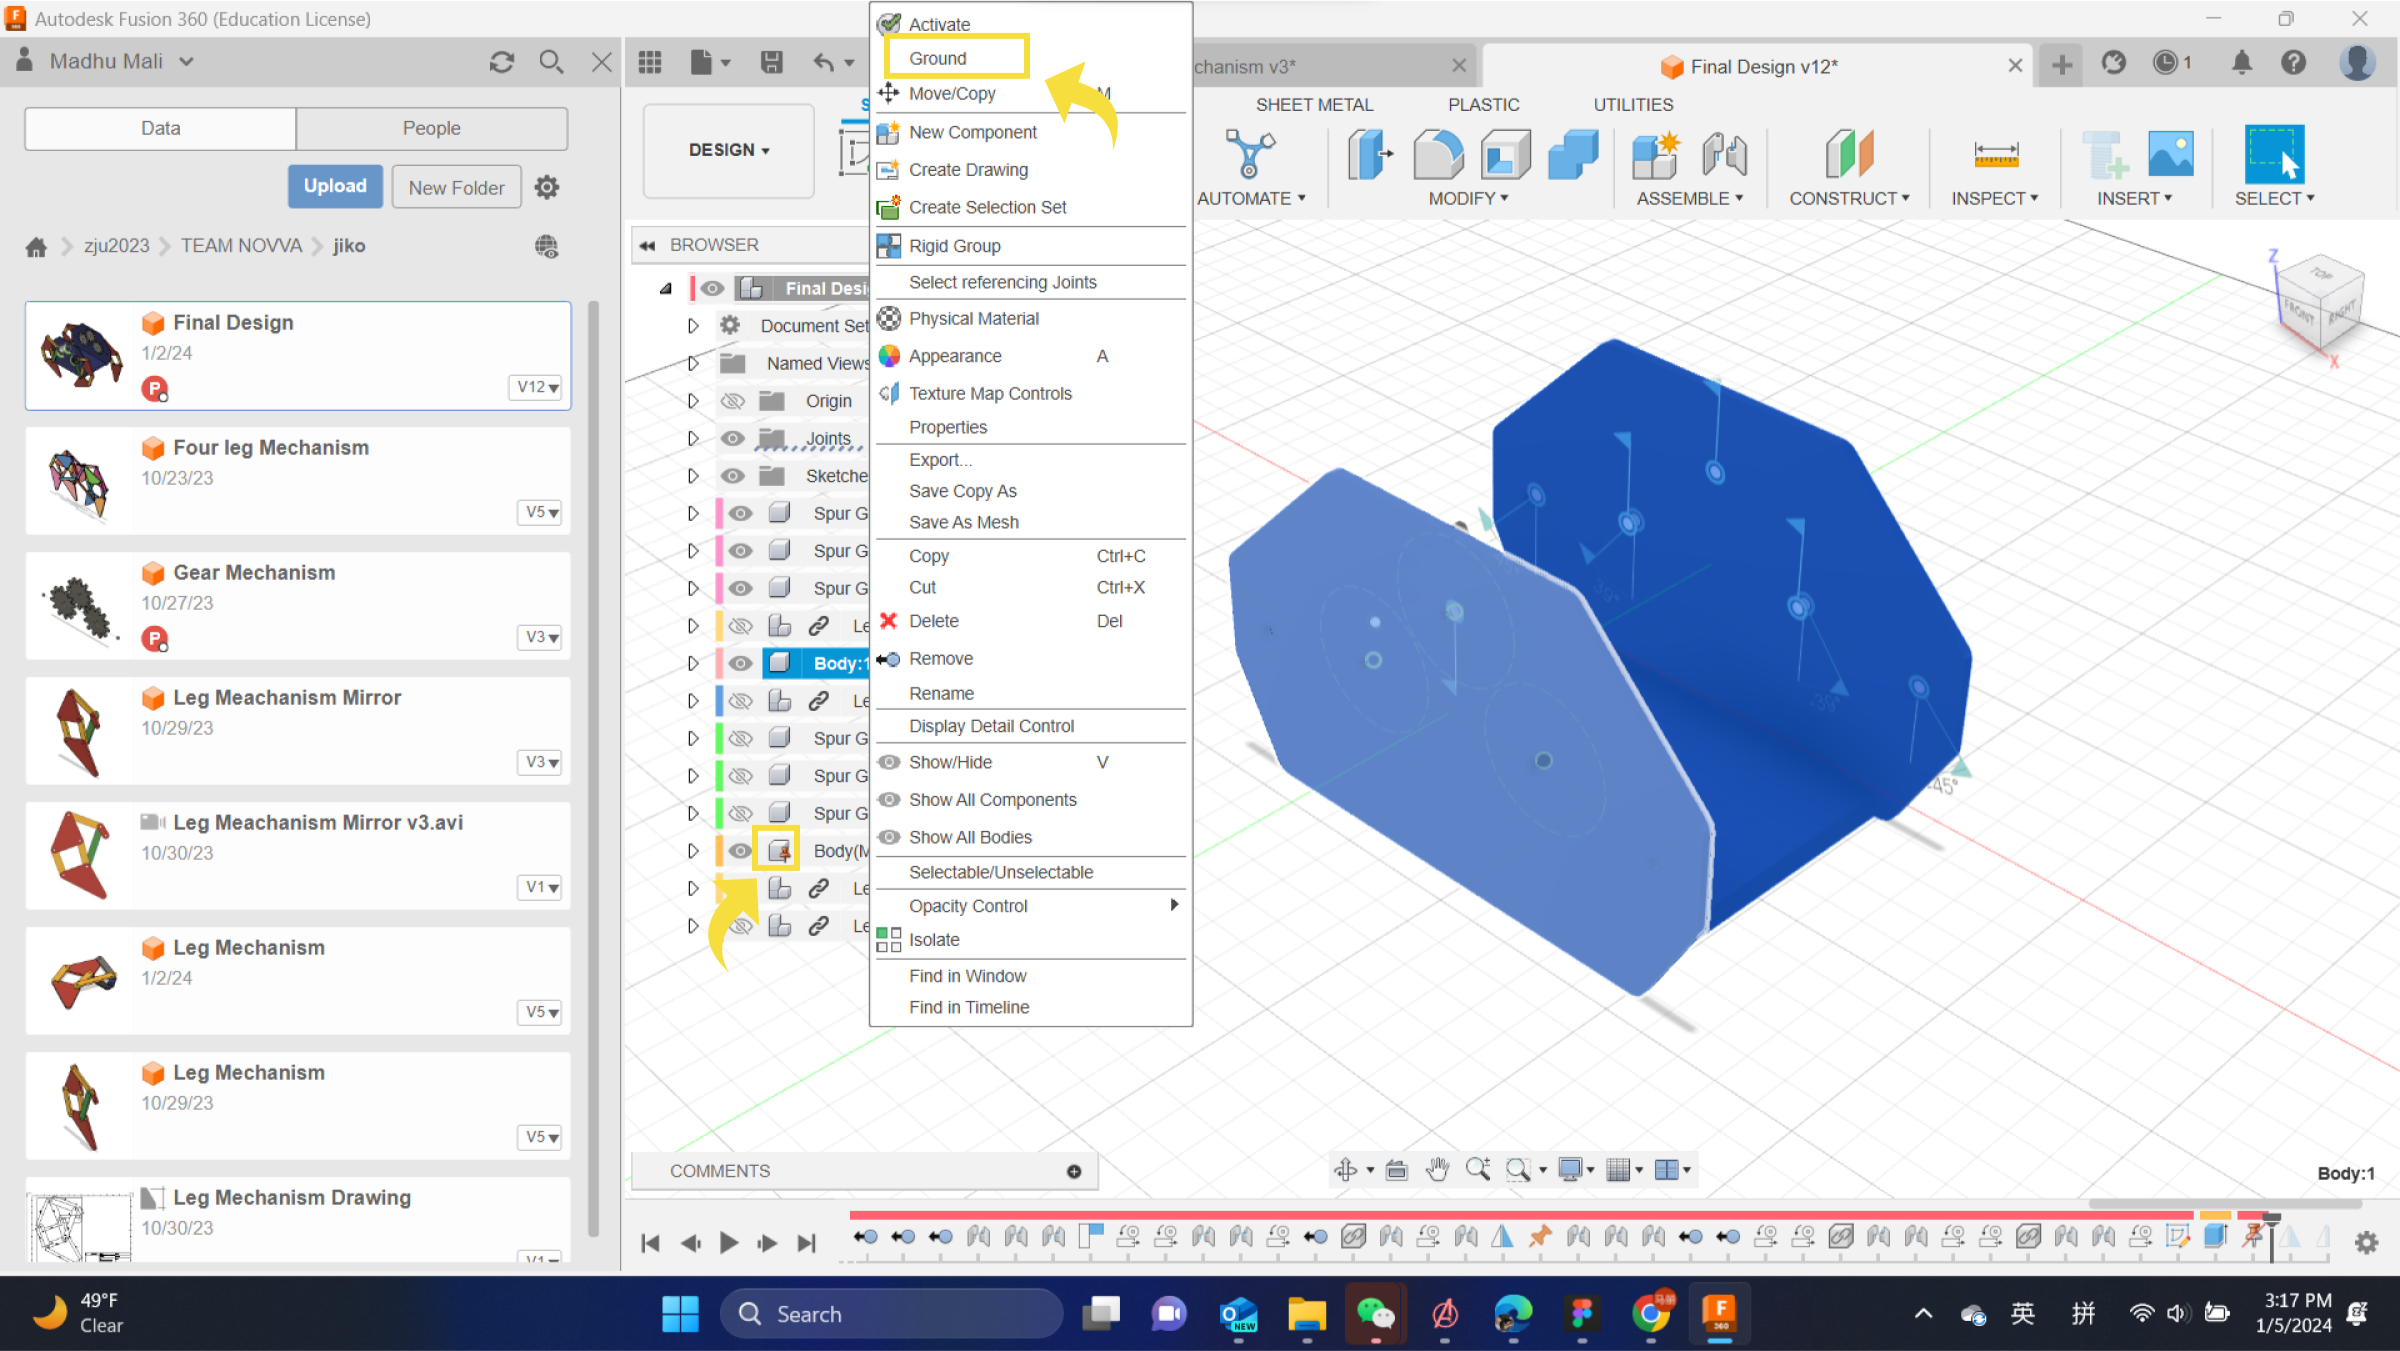 Autodesk Fusion 360 (Education License)
Madhu Mali
Data
People
Upload
New Folder
zju2023
TEAM NOVVA
jiko
Final Design
1/2/24
V12
Four leg Mechanism
10/23/23
V5
Gear Mechanism
10/27/23
V3
Leg Meachanism Mirror
10/29/23
V3
Leg Meachanism Mirror v3.avi
10/30/23
V1
Leg Mechanism
1/2/24
V5
Leg Mechanism
10/29/23
V5
Leg Mechanism Drawing
10/30/23
V1
chanism v3*
Final Design v12*
1
DESIGN
SHEET METAL
PLASTIC
UTILITIES
AUTOMATE
MODIFY
ASSEMBLE
CONSTRUCT
INSPECT
INSERT
SELECT
BROWSER
Final Desi
Document Set
Named Views
Origin
Joints
Sketche
Spur G
Spur G
Spur G
Le
Body:1
Le
Spur G
Spur G
Spur G
Body(M
Le
Le
Activate
Ground
Move/Copy M
New Component
Create Drawing
Create Selection Set
Rigid Group
Select referencing Joints
Physical Material
Appearance A
Texture Map Controls
Properties
Export...
Save Copy As
Save As Mesh
Copy Ctrl+C
Cut Ctrl+X
Delete Del
Remove
Rename
Display Detail Control
Show/Hide V
Show All Components
Show All Bodies
Selectable/Unselectable
Opacity Control
Isolate
Find in Window
Find in Timeline
Z
TOP
FRONT
RIGHT
X
-39°
-45°
COMMENTS
Body:1
49°F
Clear
Search
NEW
360
英
拼
3:17 PM
1/5/2024